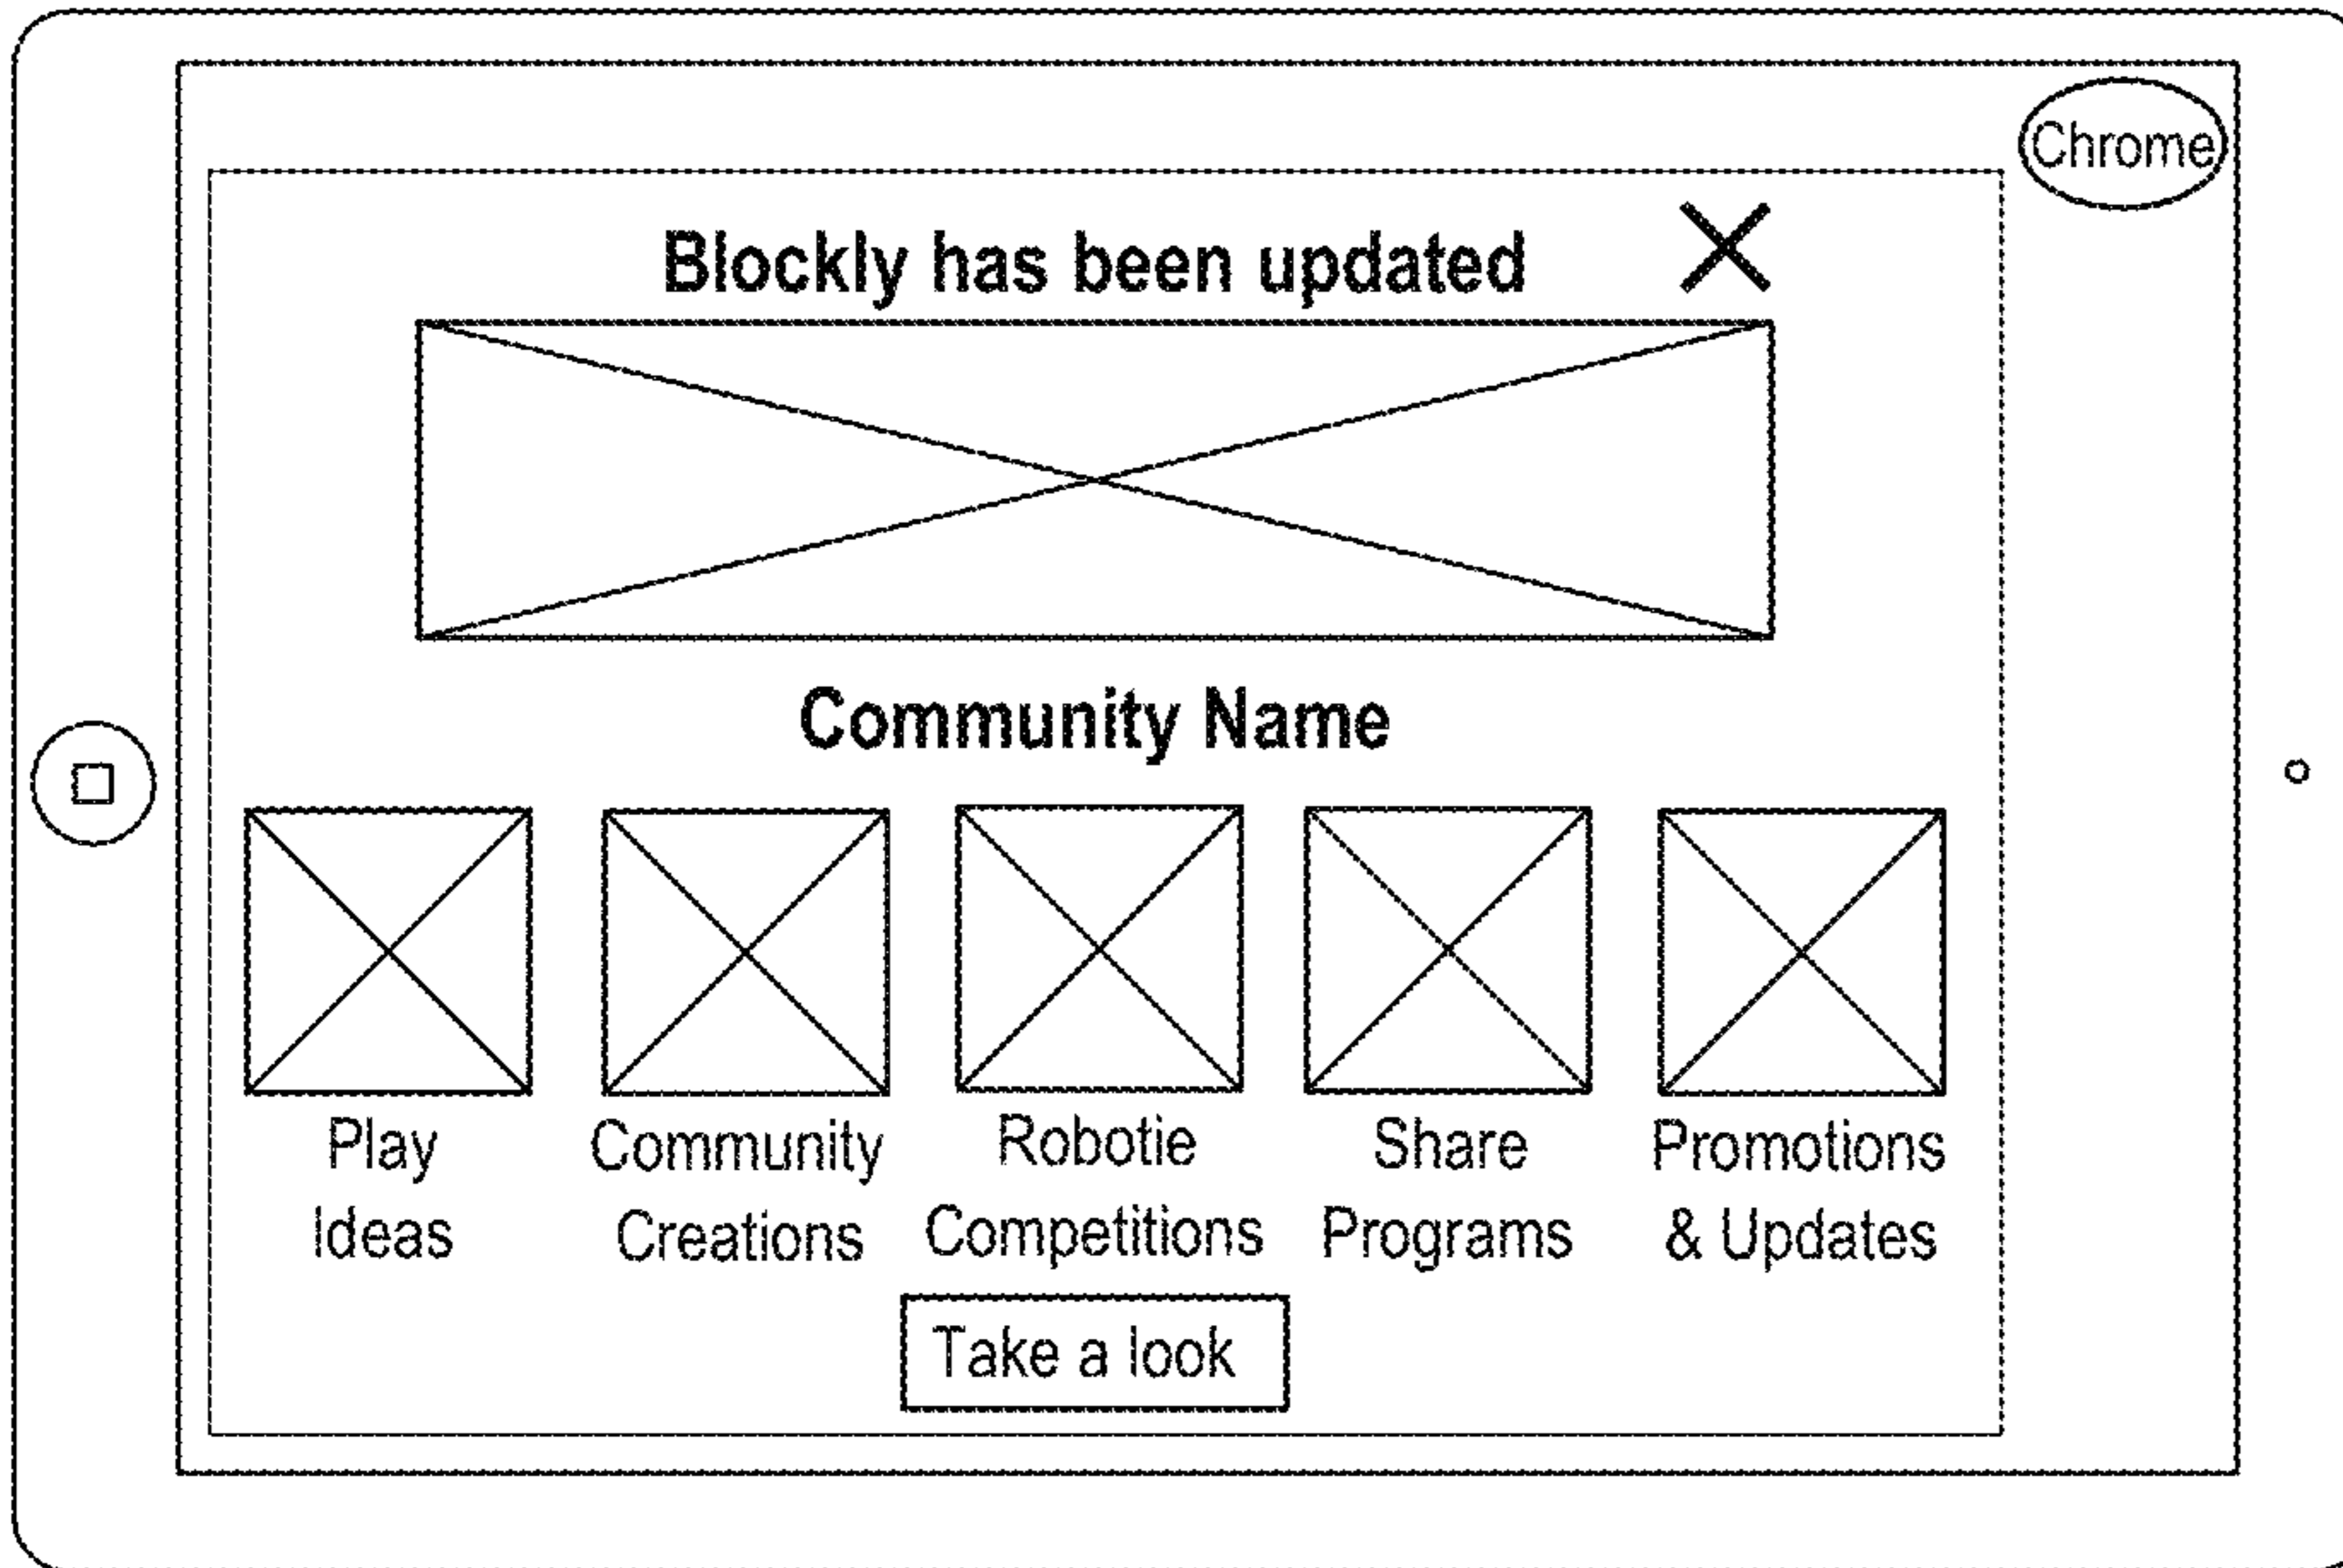 Chrome
Blockly has been updated
Community Name
Play Ideas
Community Creations
Robotie Competitions
Share Programs
Promotions & Updates
Take a look